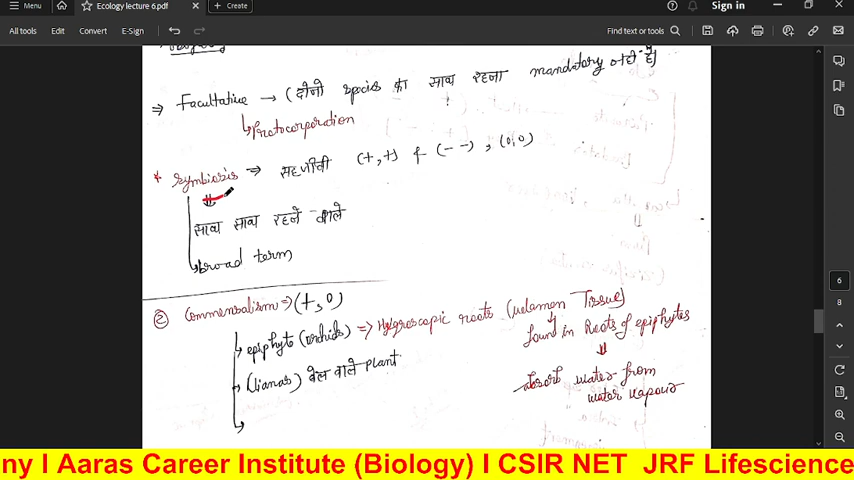 Menu
Ecology lecture 6.pdf
+ Create
Sign in
All tools Edit Convert E-Sign
Find text or tools
⇒ Facultative → (दोनो species का साथ रहना mandatory नही है
Protocorporation
* Symbiosis ⇒ सहजीवी (+,+) f (- -), (0,0)
साथ साथ रहने वाले
broad term
② Commensalism ⇒ (+, 0)
epiphyte (orchids) ⇒ Hygroscopic roots (velamen Tissue)
found in Roots of epiphytes
(lianas) बेल वाले plant
absorb water from
water vapour
6
8
ny I Aaras Career Institute (Biology) I CSIR NET JRF Lifescience